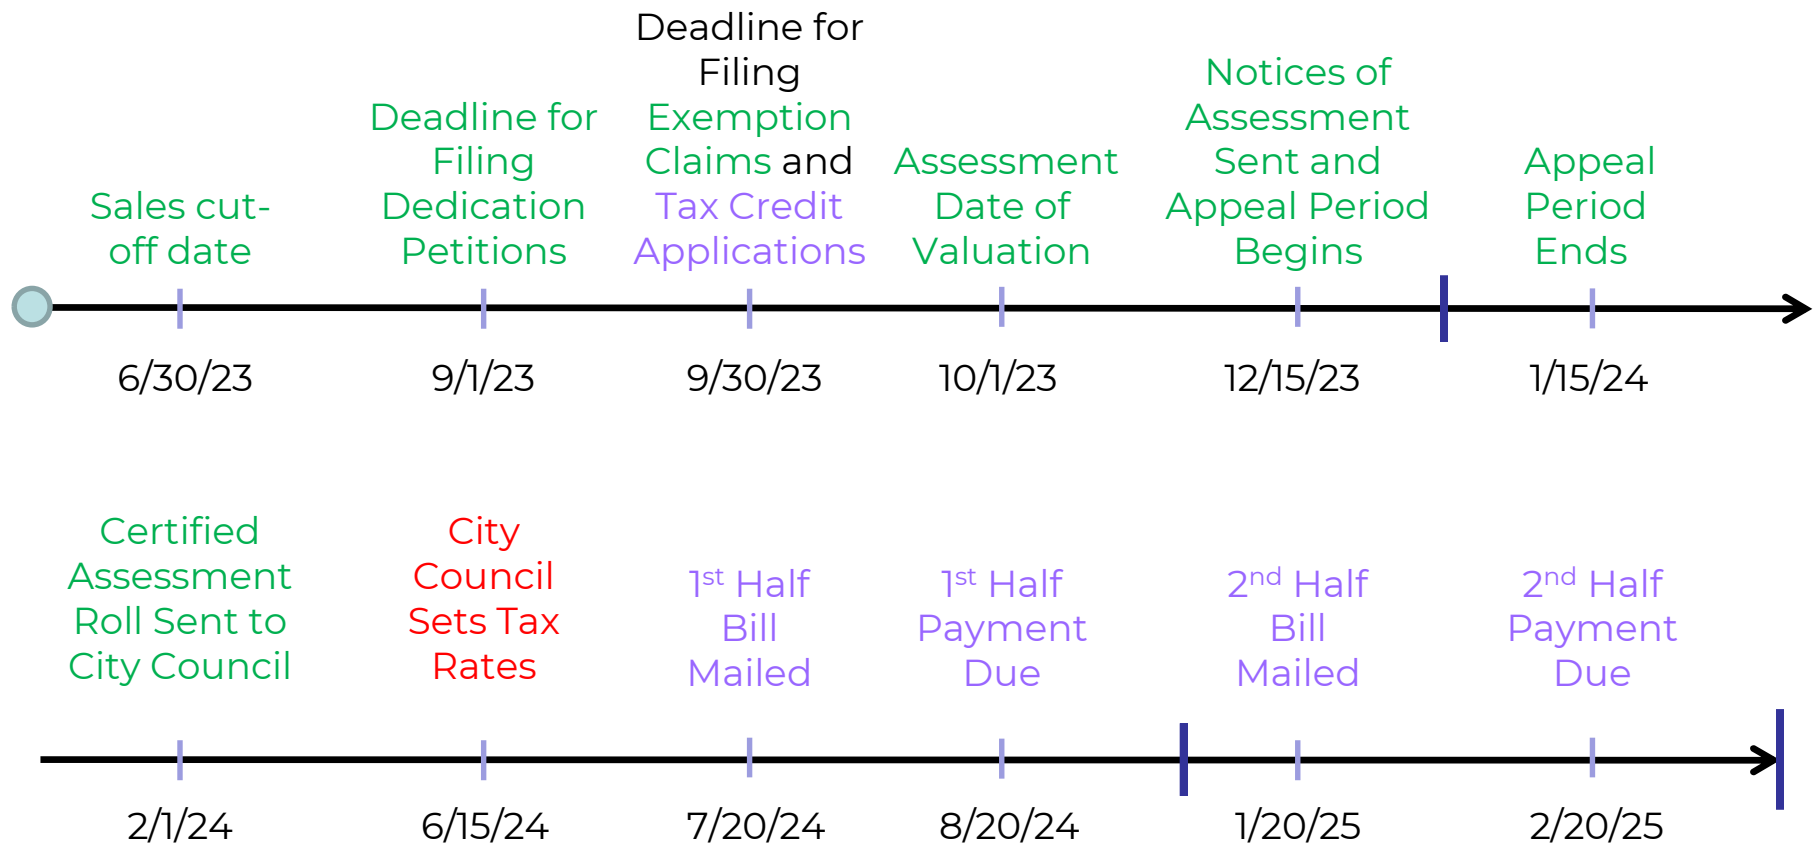 Sales cut-
off date
Deadline for
Filing
Dedication
Petitions
Deadline for
Filing
Exemption
Claims and
Tax Credit
Applications
Assessment
Date of
Valuation
Notices of
Assessment
Sent and
Appeal Period
Begins
Appeal
Period
Ends
6/30/23
9/1/23
9/30/23
10/1/23
12/15/23
1/15/24
Certified
Assessment
Roll Sent to
City Council
City
Council
Sets Tax
Rates
1st Half
Bill
Mailed
1st Half
Payment
Due
2nd Half
Bill
Mailed
2nd Half
Payment
Due
2/1/24
6/15/24
7/20/24
8/20/24
1/20/25
2/20/25